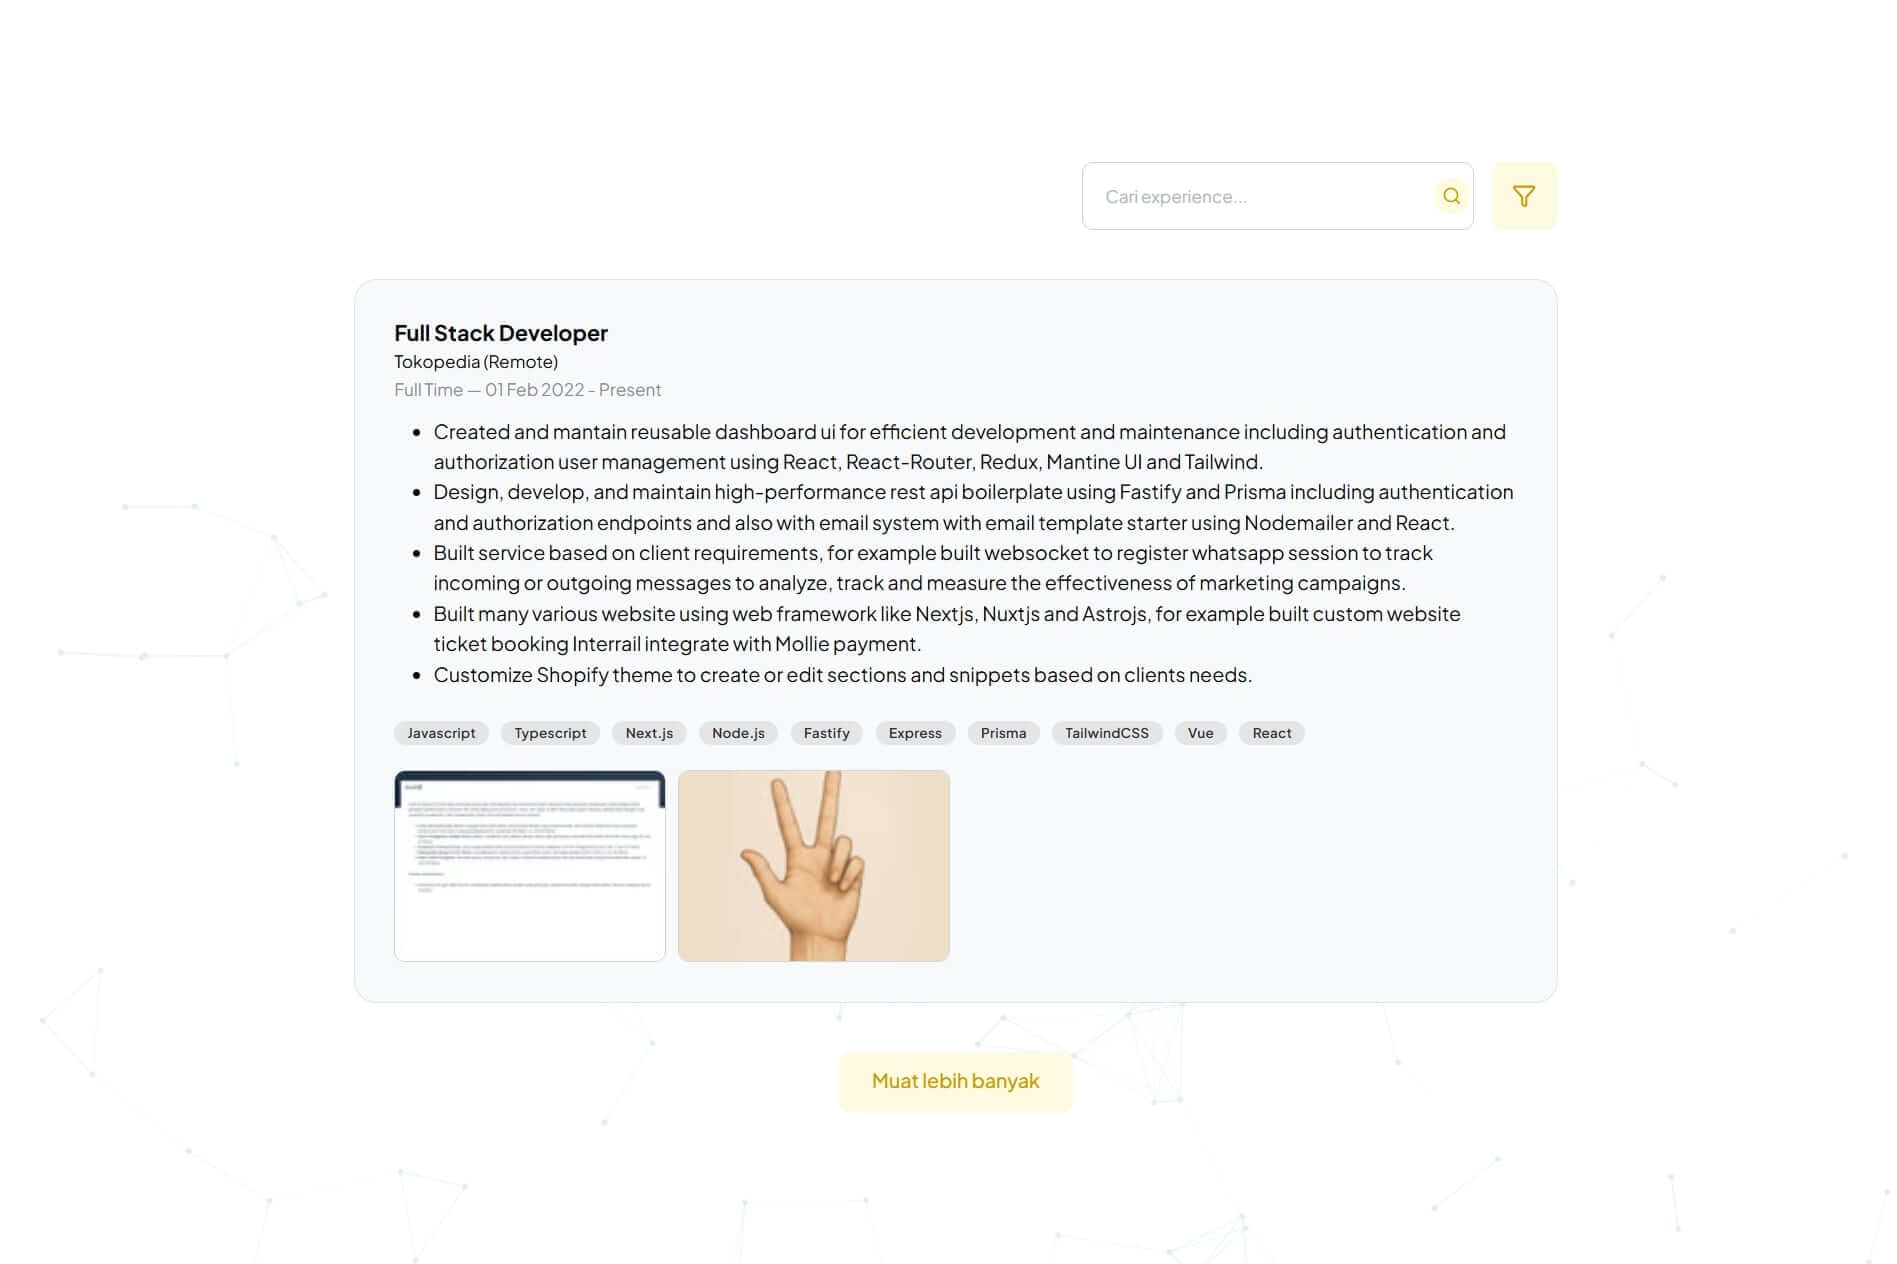 Cari experience...
Full Stack Developer
Tokopedia (Remote)
Full Time — 01 Feb 2022 - Present
Created and mantain reusable dashboard ui for efficient development and maintenance including authentication and
authorization user management using React, React-Router, Redux, Mantine UI and Tailwind.
Design, develop, and maintain high-performance rest api boilerplate using Fastify and Prisma including authentication
and authorization endpoints and also with email system with email template starter using Nodemailer and React.
Built service based on client requirements, for example built websocket to register whatsapp session to track
incoming or outgoing messages to analyze, track and measure the effectiveness of marketing campaigns.
Built many various website using web framework like Nextjs, Nuxtjs and Astrojs, for example built custom website
ticket booking Interrail integrate with Mollie payment.
Customize Shopify theme to create or edit sections and snippets based on clients needs.
Javascript Typescript Next.js Node.js Fastify Express Prisma TailwindCSS Vue React
Muat lebih banyak